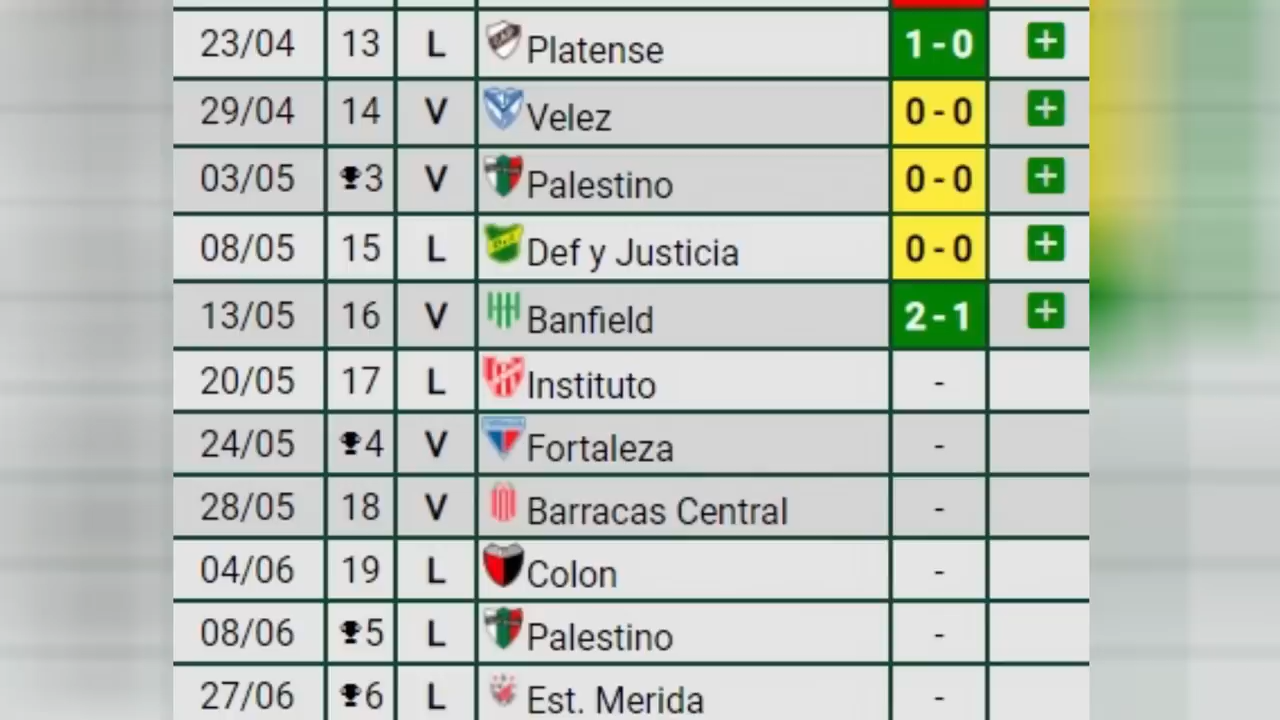 23/04 13 L Platense 1 - 0 +
29/04 14 V Velez 0 - 0 +
03/05 3 V Palestino 0 - 0 +
08/05 15 L Def y Justicia 0 - 0 +
13/05 16 V Banfield 2 - 1 +
20/05 17 L Instituto -
24/05 4 V Fortaleza -
28/05 18 V Barracas Central -
04/06 19 L Colon -
08/06 5 L Palestino -
27/06 6 L Est. Merida -